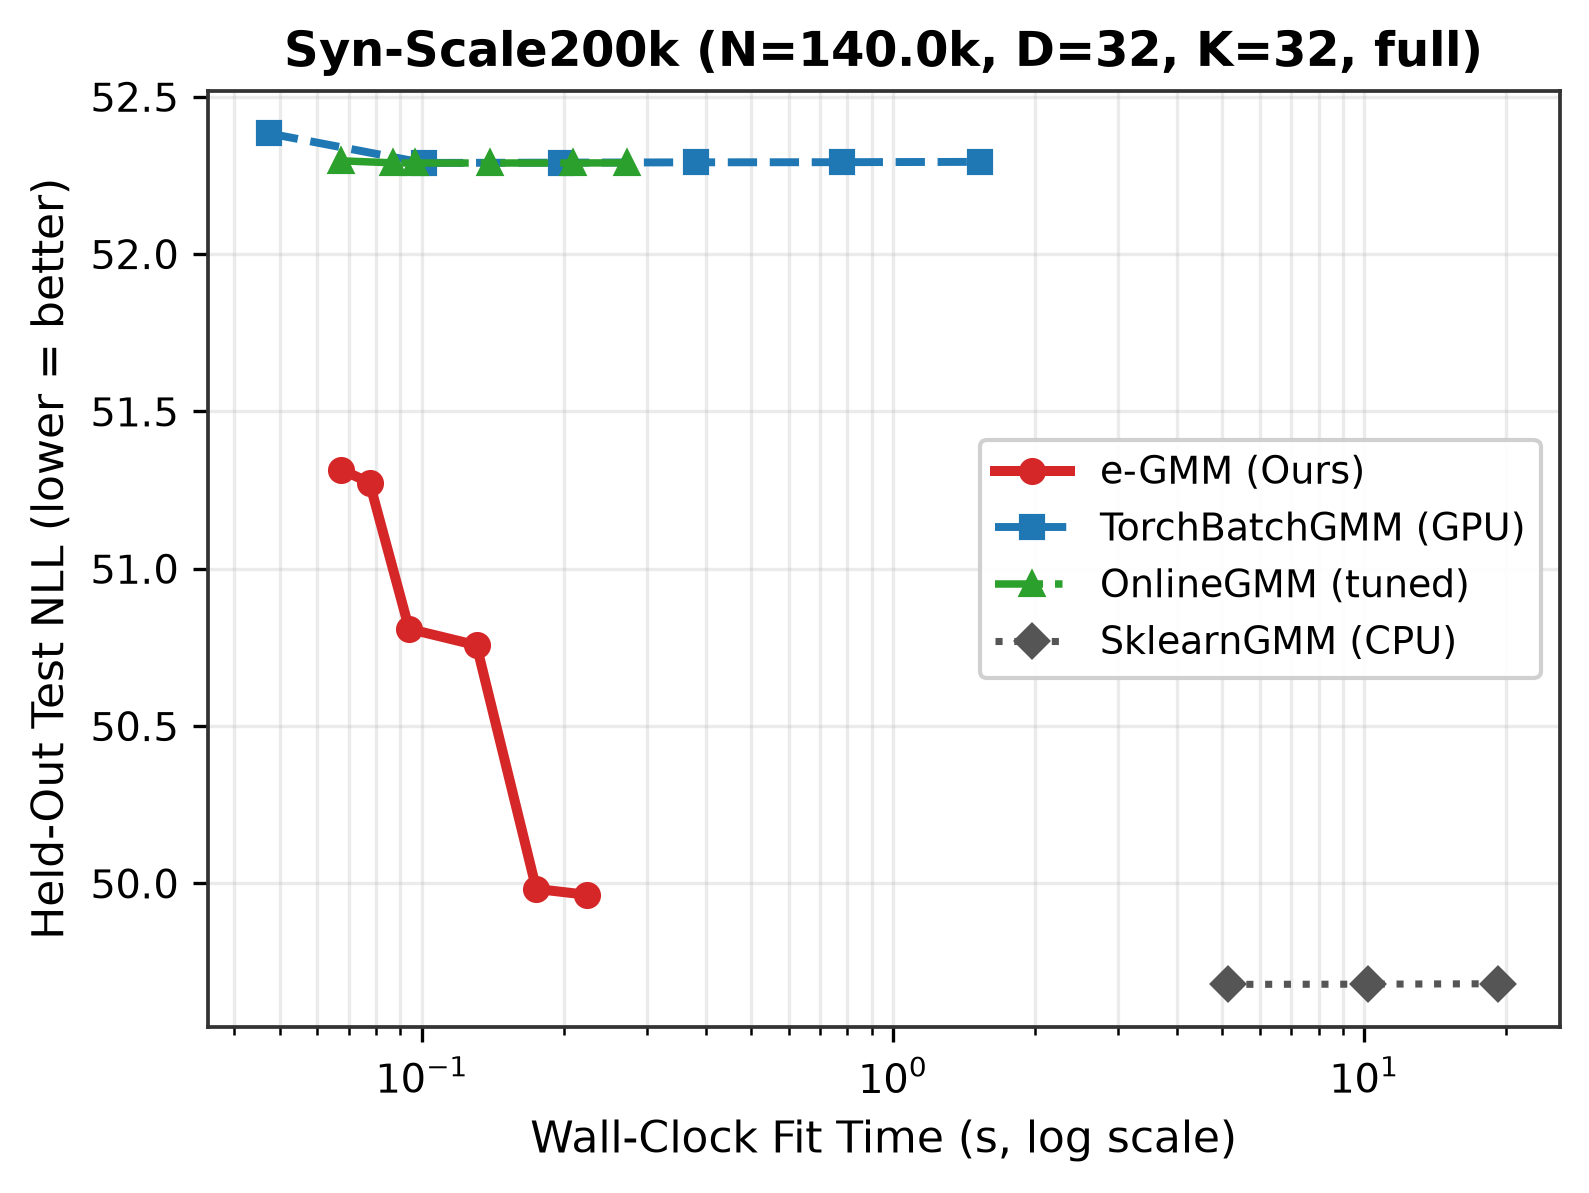 Syn-Scale200k (N=140.0k, D=32, K=32, full)
Held-Out Test NLL (lower = better)
52.5
52.0
51.5
51.0
50.5
50.0
e-GMM (Ours)
TorchBatchGMM (GPU)
OnlineGMM (tuned)
SklearnGMM (CPU)
10⁻¹
10⁰
10¹
Wall-Clock Fit Time (s, log scale)